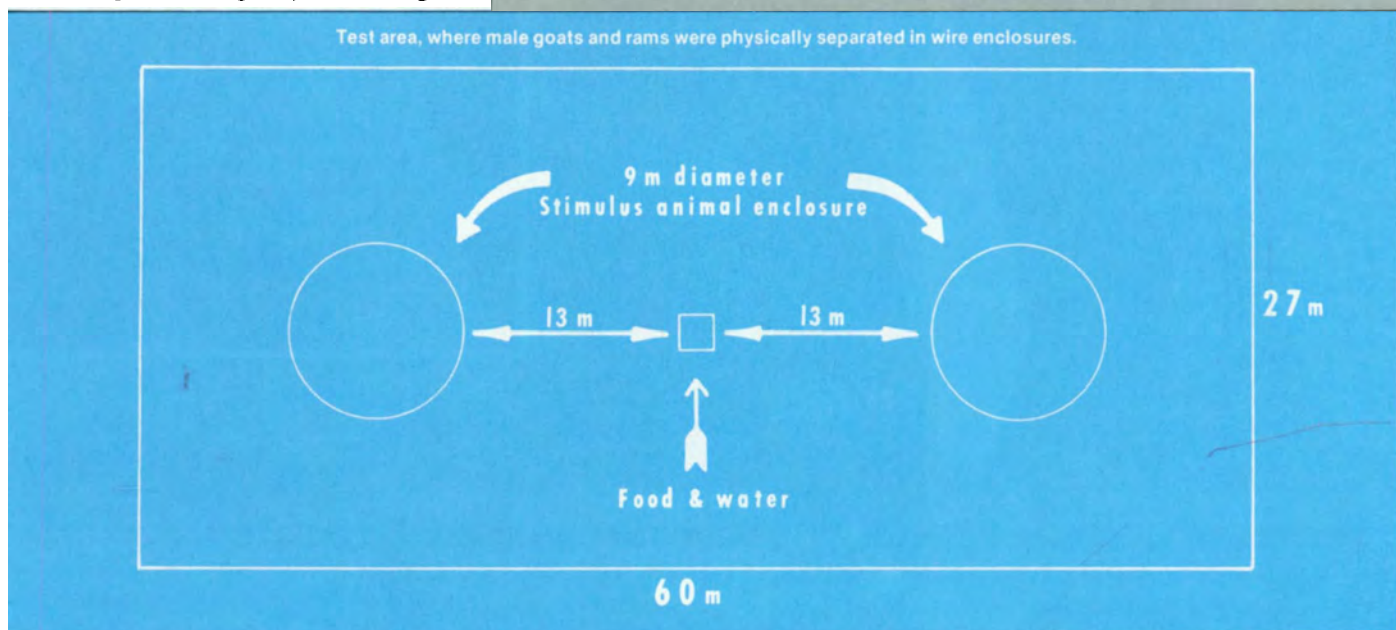 Test area, where male goats and rams were physically separated in wire enclosures.
9 m diameter
Stimulus animal enclosure
13 m
13 m
27 m
Food & water
60 m